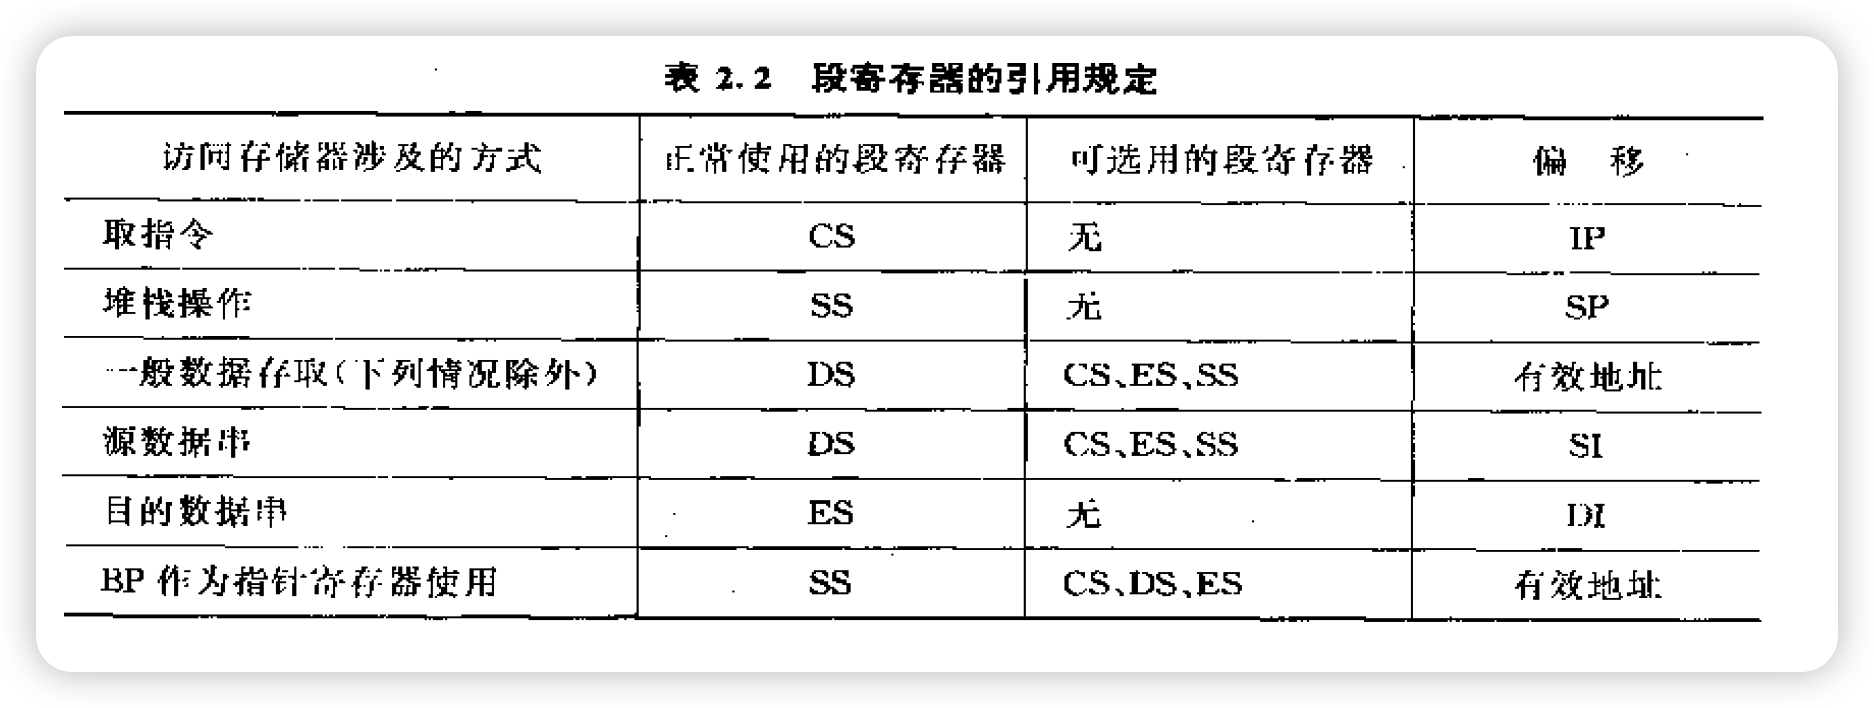 表 2.2 段寄存器的引用规定
访问存储器涉及的方式 正常使用的段寄存器 可选用的段寄存器 偏 移
取指令 CS 无 IP
堆栈操作 SS 无 SP
一般数据存取(下列情况除外) DS CS、ES、SS 有效地址
源数据串 DS CS、ES、SS SI
目的数据串 ES 无 DI
BP 作为指针寄存器使用 SS CS、DS、ES 有效地址